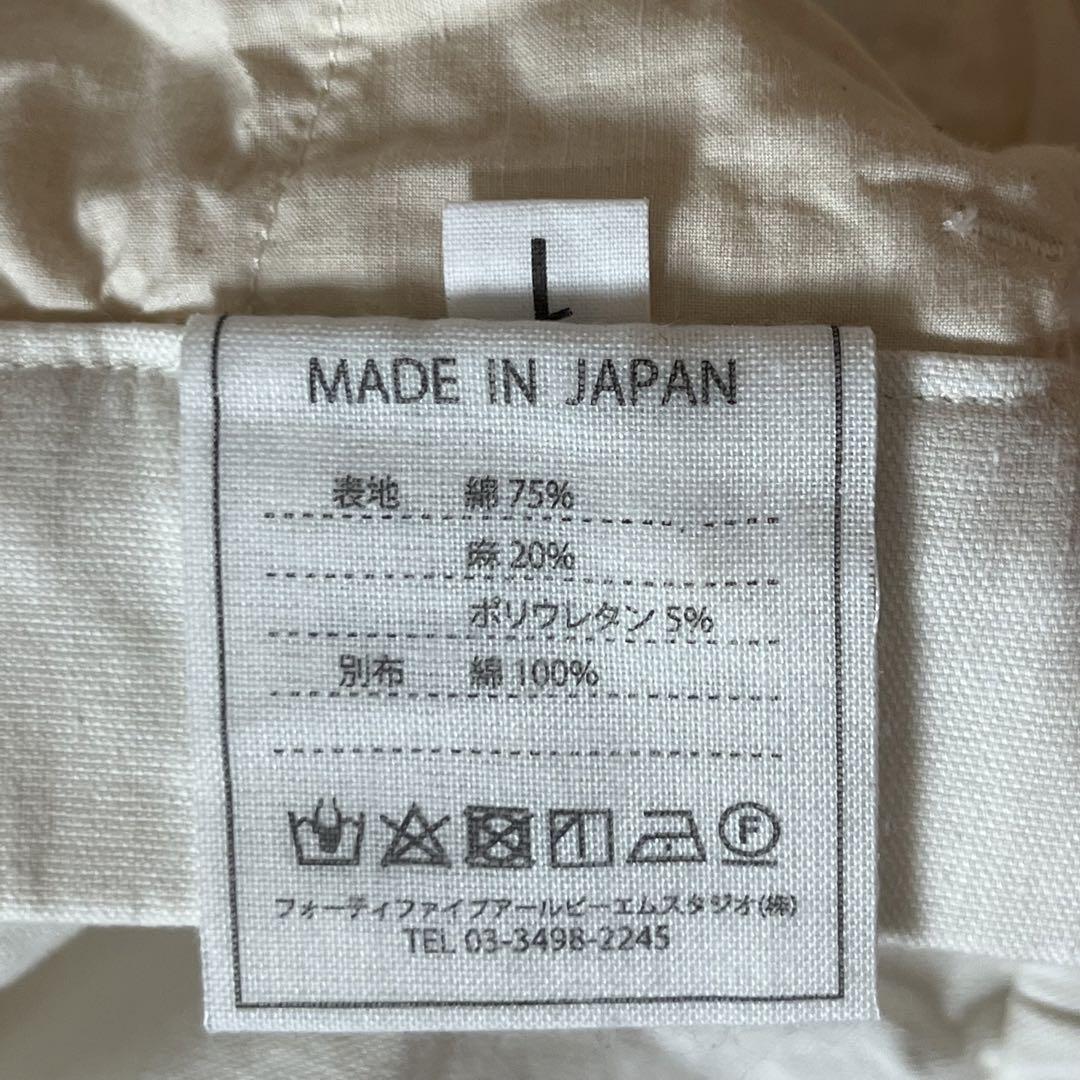 L
MADE IN JAPAN
表地 綿 75%
麻 20%
ポリウレタン 5%
別布 綿 100%
F
フォーティファイブアールピーエムスタジオ(株)
TEL 03-3498-2245